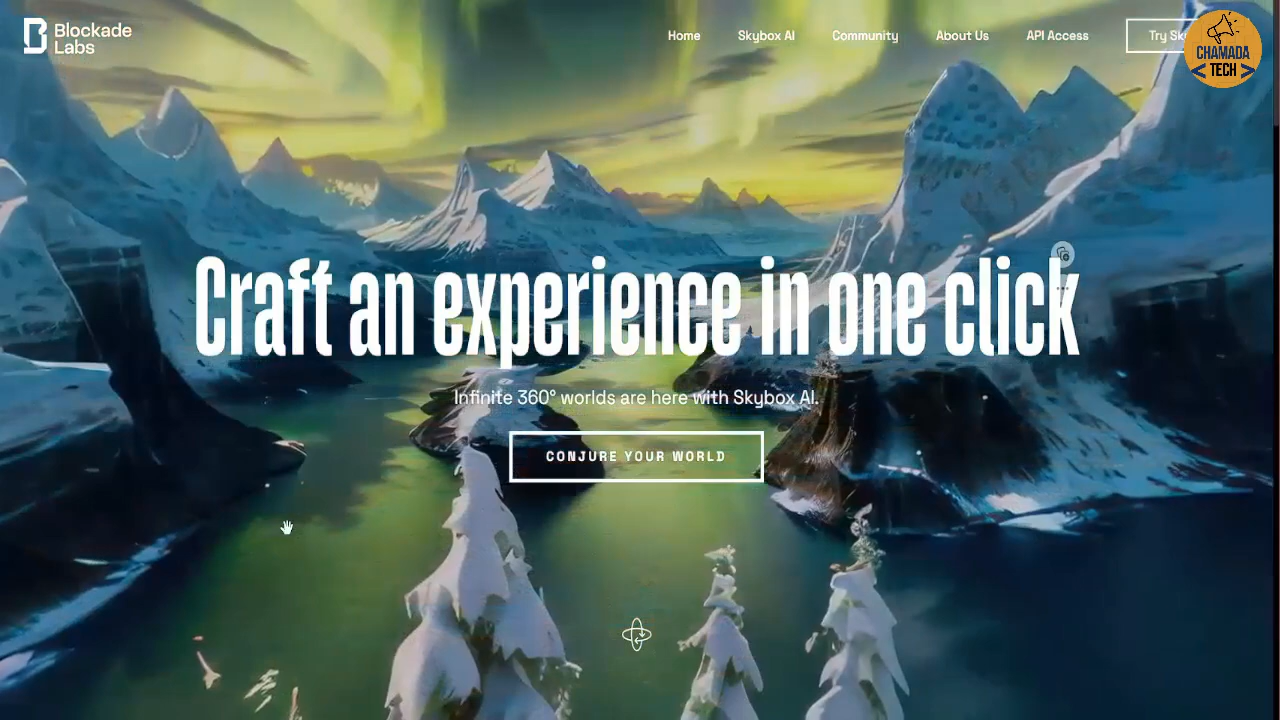 Blockade
Labs
Home
Skybox AI
Community
About Us
API Access
Try
CHAMADA
TECH
Craft an experience in one click
Infinite 360° worlds are here with Skybox AI.
CONJURE YOUR WORLD